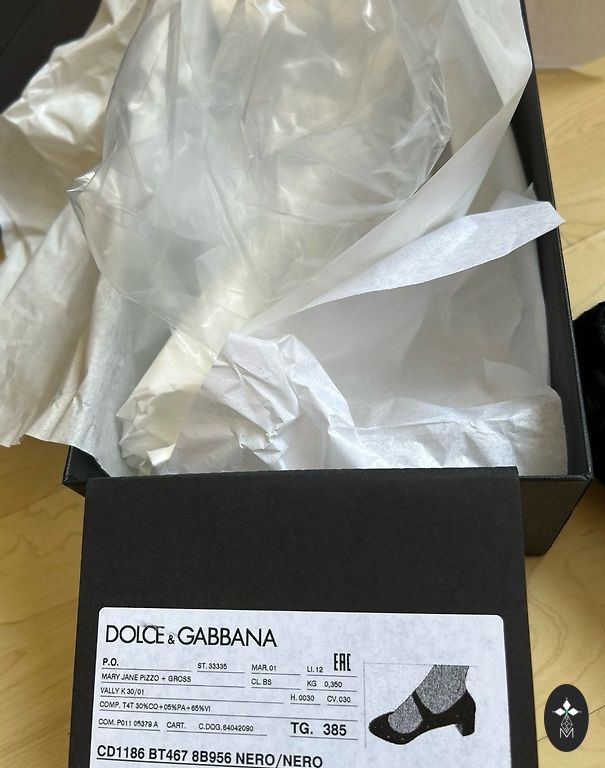 DOLCE & GABBANA
P.O. ST. 33335 MAR. 01 LI. 12 EAC
MARY JANE PIZZO + GROSS CL. BS KG 0,350
VALLY K 30/01 H. 0030 CV. 030
COMP. T4T 30%CO+05%PA+65%VI
COM. P011 05379 A CART. C.DOG. 64042090 TG. 385
CD1186 BT467 8B956 NERO/NERO
M